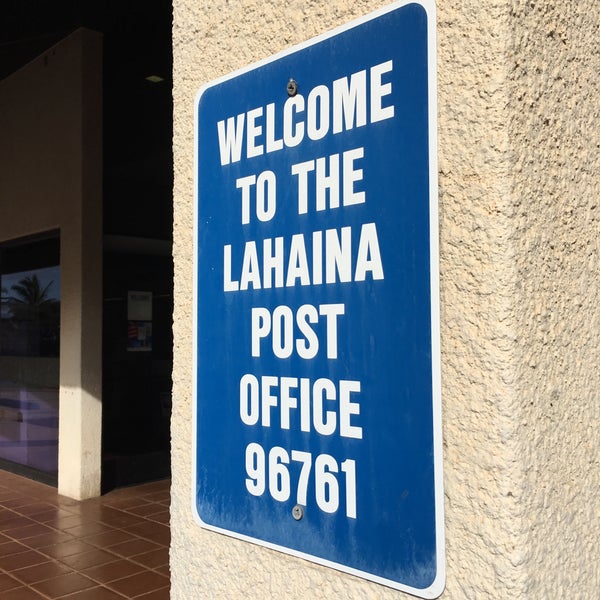 WELCOME
TO THE
LAHAINA
POST
OFFICE
96761